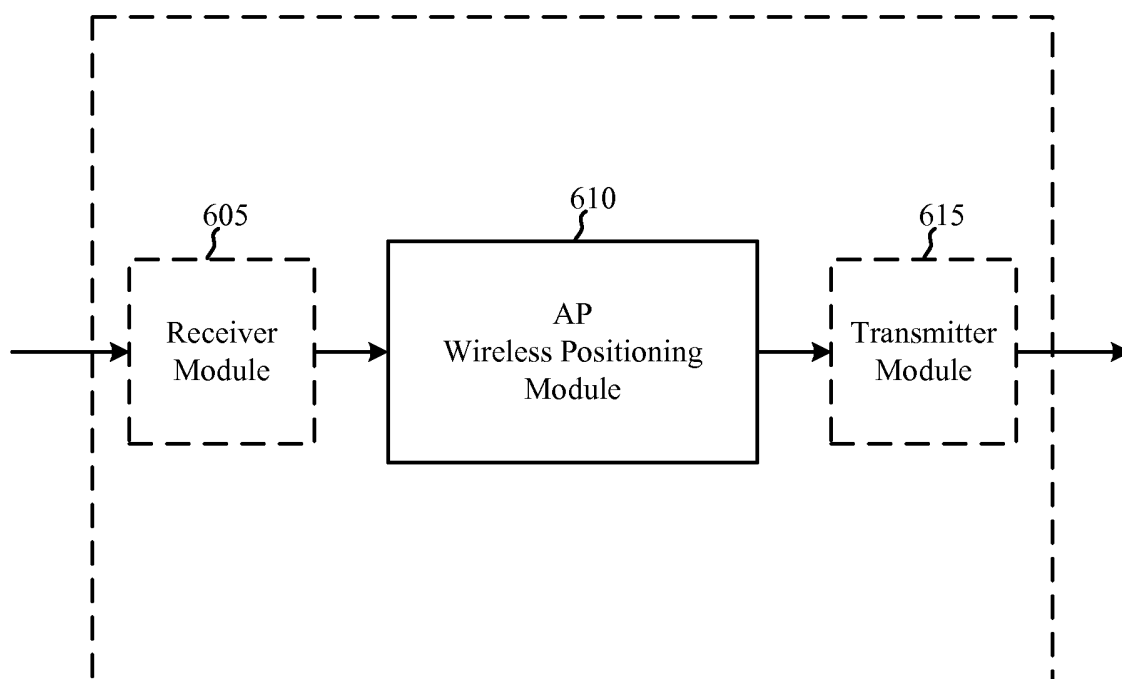 610
605
615
Receiver
Module
AP
Wireless Positioning
Module
Transmitter
Module